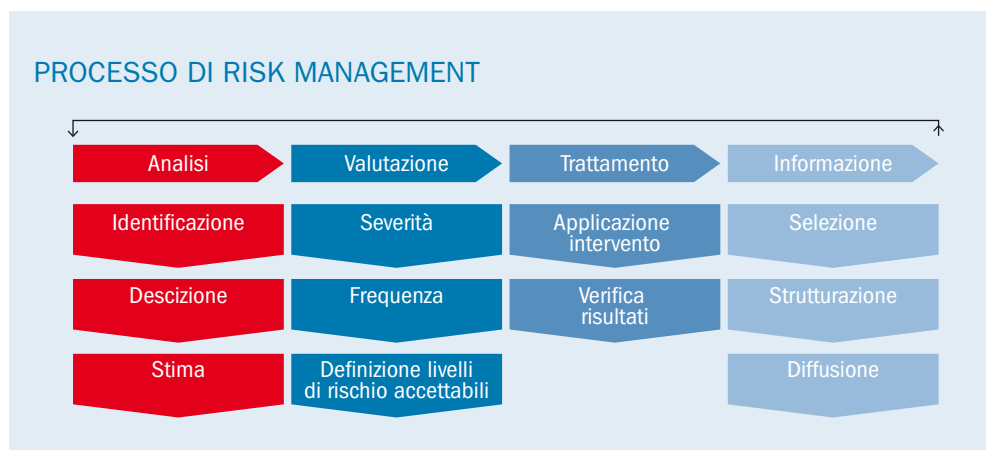 PROCESSO DI RISK MANAGEMENT
Analisi
Valutazione
Trattamento
Informazione
Identificazione
Severità
Applicazione
intervento
Selezione
Descizione
Frequenza
Verifica
risultati
Strutturazione
Stima
Definizione livelli
di rischio accettabili
Diffusione